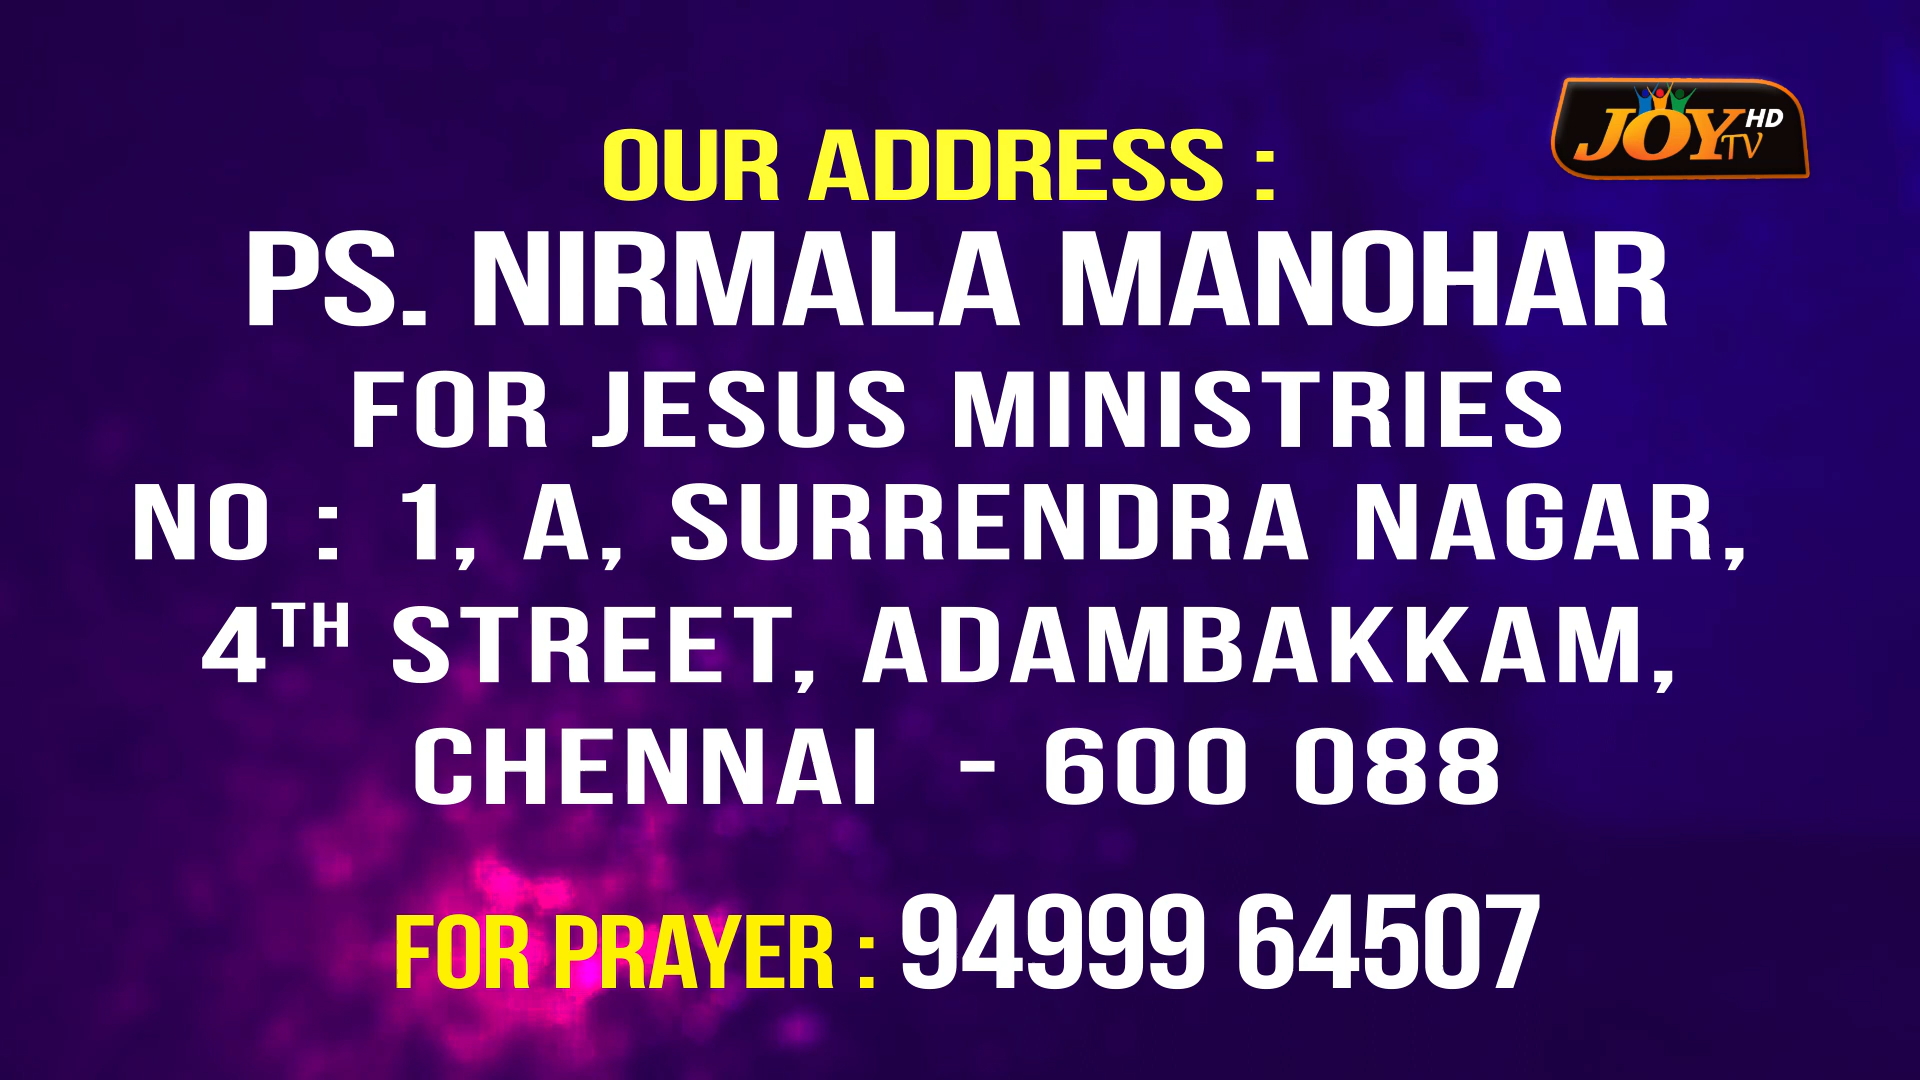 JOY TV HD
OUR ADDRESS :
PS. NIRMALA MANOHAR
FOR JESUS MINISTRIES
NO : 1, A, SURRENDRA NAGAR,
4TH STREET, ADAMBAKKAM,
CHENNAI - 600 088
FOR PRAYER : 94999 64507